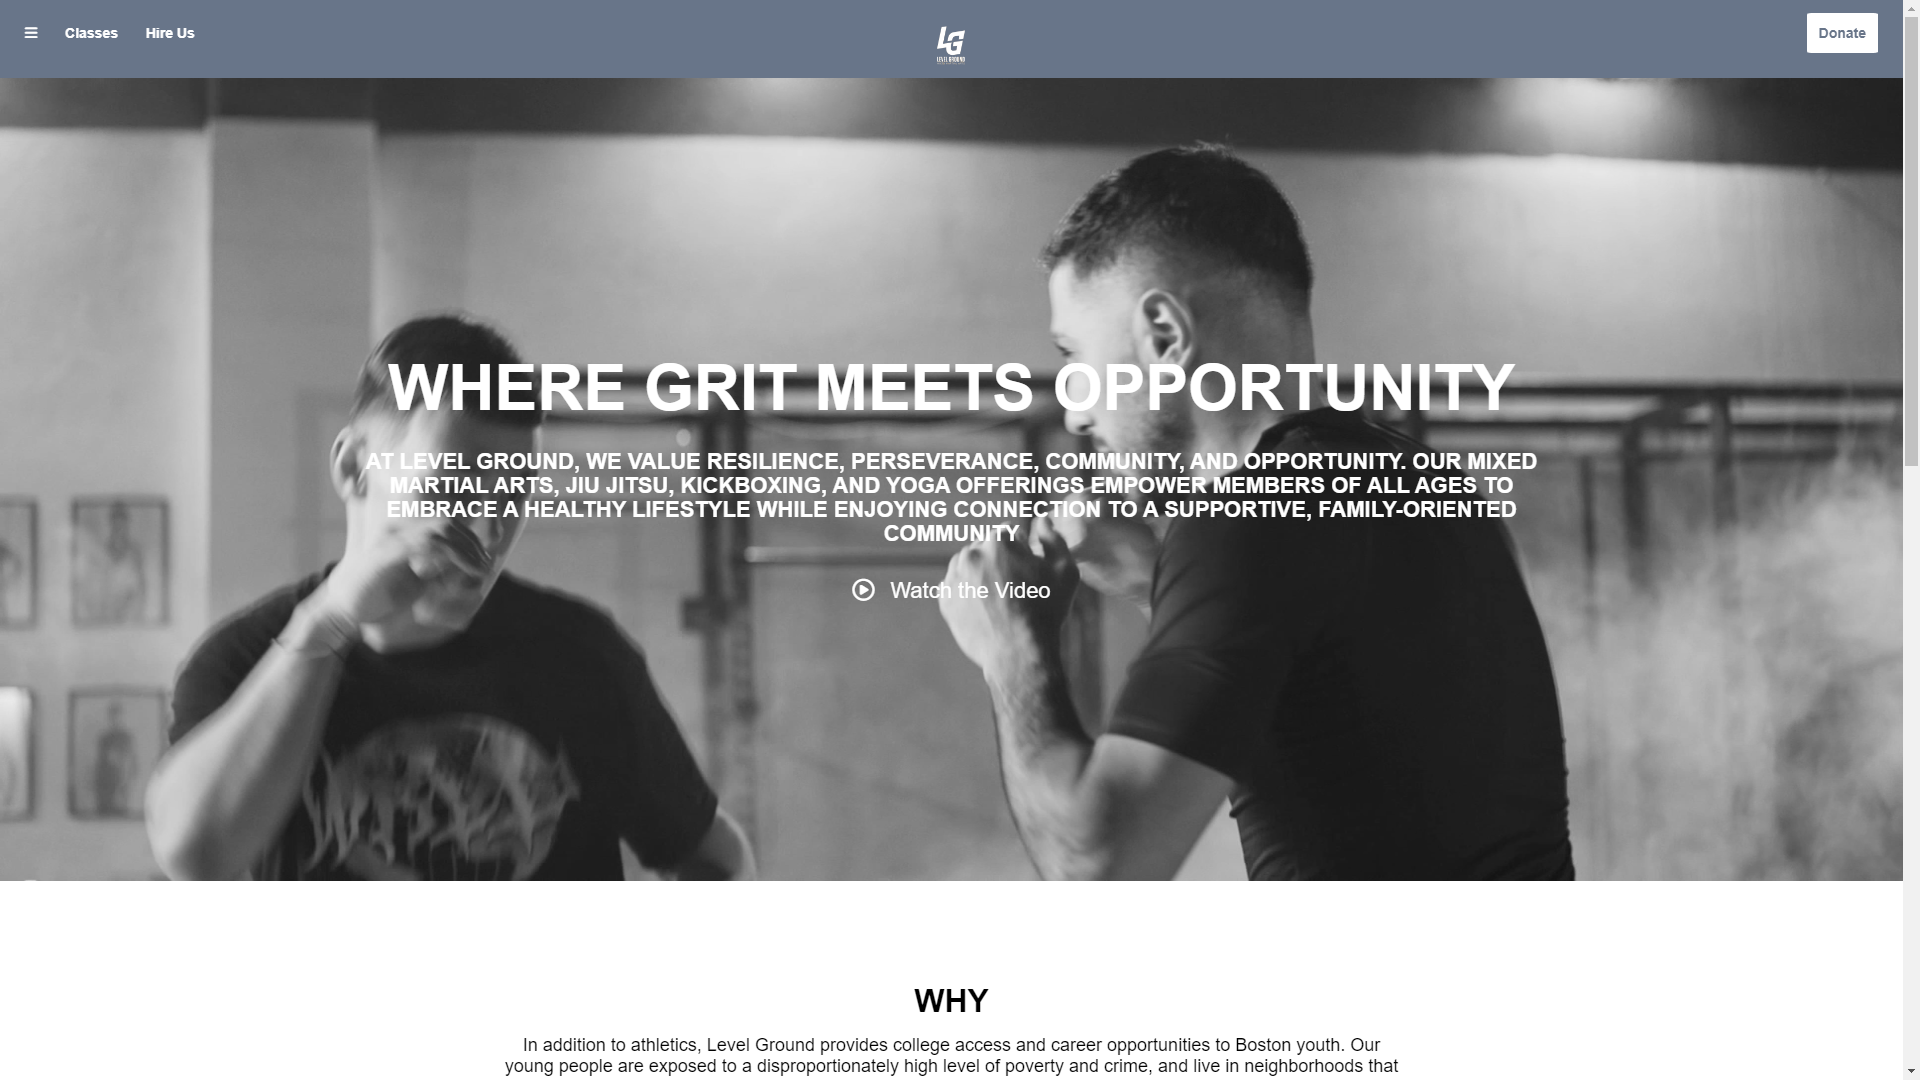 Classes
Hire Us
LG
LEVEL GROUND
Donate
WHERE GRIT MEETS OPPORTUNITY
AT LEVEL GROUND, WE VALUE RESILIENCE, PERSEVERANCE, COMMUNITY, AND OPPORTUNITY. OUR MIXED
MARTIAL ARTS, JIU JITSU, KICKBOXING, AND YOGA OFFERINGS EMPOWER MEMBERS OF ALL AGES TO
EMBRACE A HEALTHY LIFESTYLE WHILE ENJOYING CONNECTION TO A SUPPORTIVE, FAMILY-ORIENTED
COMMUNITY
Watch the Video
WHY
In addition to athletics, Level Ground provides college access and career opportunities to Boston youth. Our
young people are exposed to a disproportionately high level of poverty and crime, and live in neighborhoods that